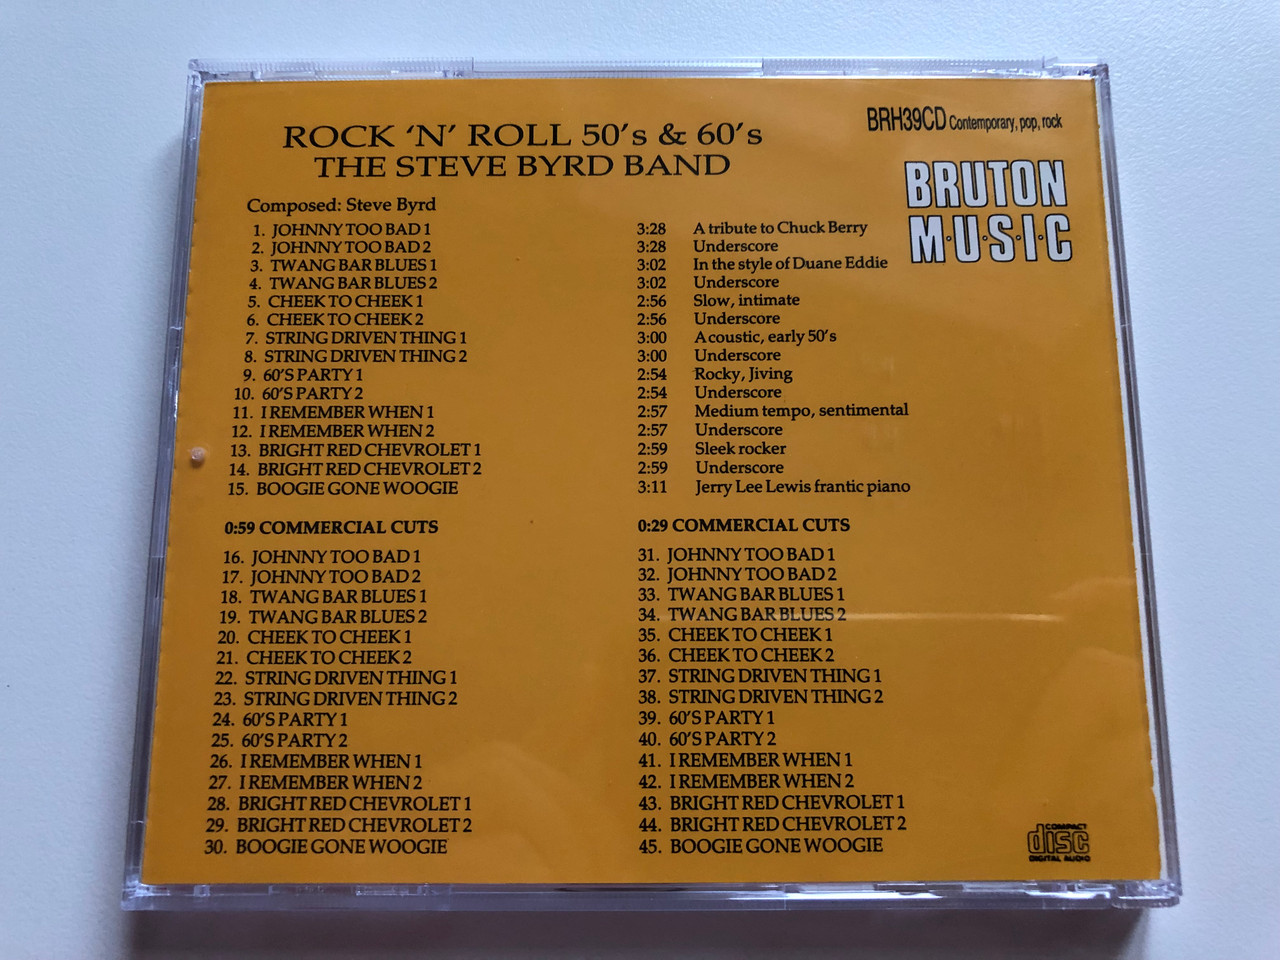 ROCK 'N' ROLL 50's & 60's
THE STEVE BYRD BAND
BRH39CD Contemporary, pop, rock
BRUTON
M·U·S·I·C
Composed: Steve Byrd
1. JOHNNY TOO BAD 1 3:28 A tribute to Chuck Berry
2. JOHNNY TOO BAD 2 3:28 Underscore
3. TWANG BAR BLUES 1 3:02 In the style of Duane Eddie
4. TWANG BAR BLUES 2 3:02 Underscore
5. CHEEK TO CHEEK 1 2:56 Slow, intimate
6. CHEEK TO CHEEK 2 2:56 Underscore
7. STRING DRIVEN THING 1 3:00 Acoustic, early 50's
8. STRING DRIVEN THING 2 3:00 Underscore
9. 60'S PARTY 1 2:54 Rocky, Jiving
10. 60'S PARTY 2 2:54 Underscore
11. I REMEMBER WHEN 1 2:57 Medium tempo, sentimental
12. I REMEMBER WHEN 2 2:57 Underscore
13. BRIGHT RED CHEVROLET 1 2:59 Sleek rocker
14. BRIGHT RED CHEVROLET 2 2:59 Underscore
15. BOOGIE GONE WOOGIE 3:11 Jerry Lee Lewis frantic piano
0:59 COMMERCIAL CUTS
16. JOHNNY TOO BAD 1
17. JOHNNY TOO BAD 2
18. TWANG BAR BLUES 1
19. TWANG BAR BLUES 2
20. CHEEK TO CHEEK 1
21. CHEEK TO CHEEK 2
22. STRING DRIVEN THING 1
23. STRING DRIVEN THING 2
24. 60'S PARTY 1
25. 60'S PARTY 2
26. I REMEMBER WHEN 1
27. I REMEMBER WHEN 2
28. BRIGHT RED CHEVROLET 1
29. BRIGHT RED CHEVROLET 2
30. BOOGIE GONE WOOGIE
0:29 COMMERCIAL CUTS
31. JOHNNY TOO BAD 1
32. JOHNNY TOO BAD 2
33. TWANG BAR BLUES 1
34. TWANG BAR BLUES 2
35. CHEEK TO CHEEK 1
36. CHEEK TO CHEEK 2
37. STRING DRIVEN THING 1
38. STRING DRIVEN THING 2
39. 60'S PARTY 1
40. 60'S PARTY 2
41. I REMEMBER WHEN 1
42. I REMEMBER WHEN 2
43. BRIGHT RED CHEVROLET 1
44. BRIGHT RED CHEVROLET 2
45. BOOGIE GONE WOOGIE
COMPACT
disc
DIGITAL AUDIO